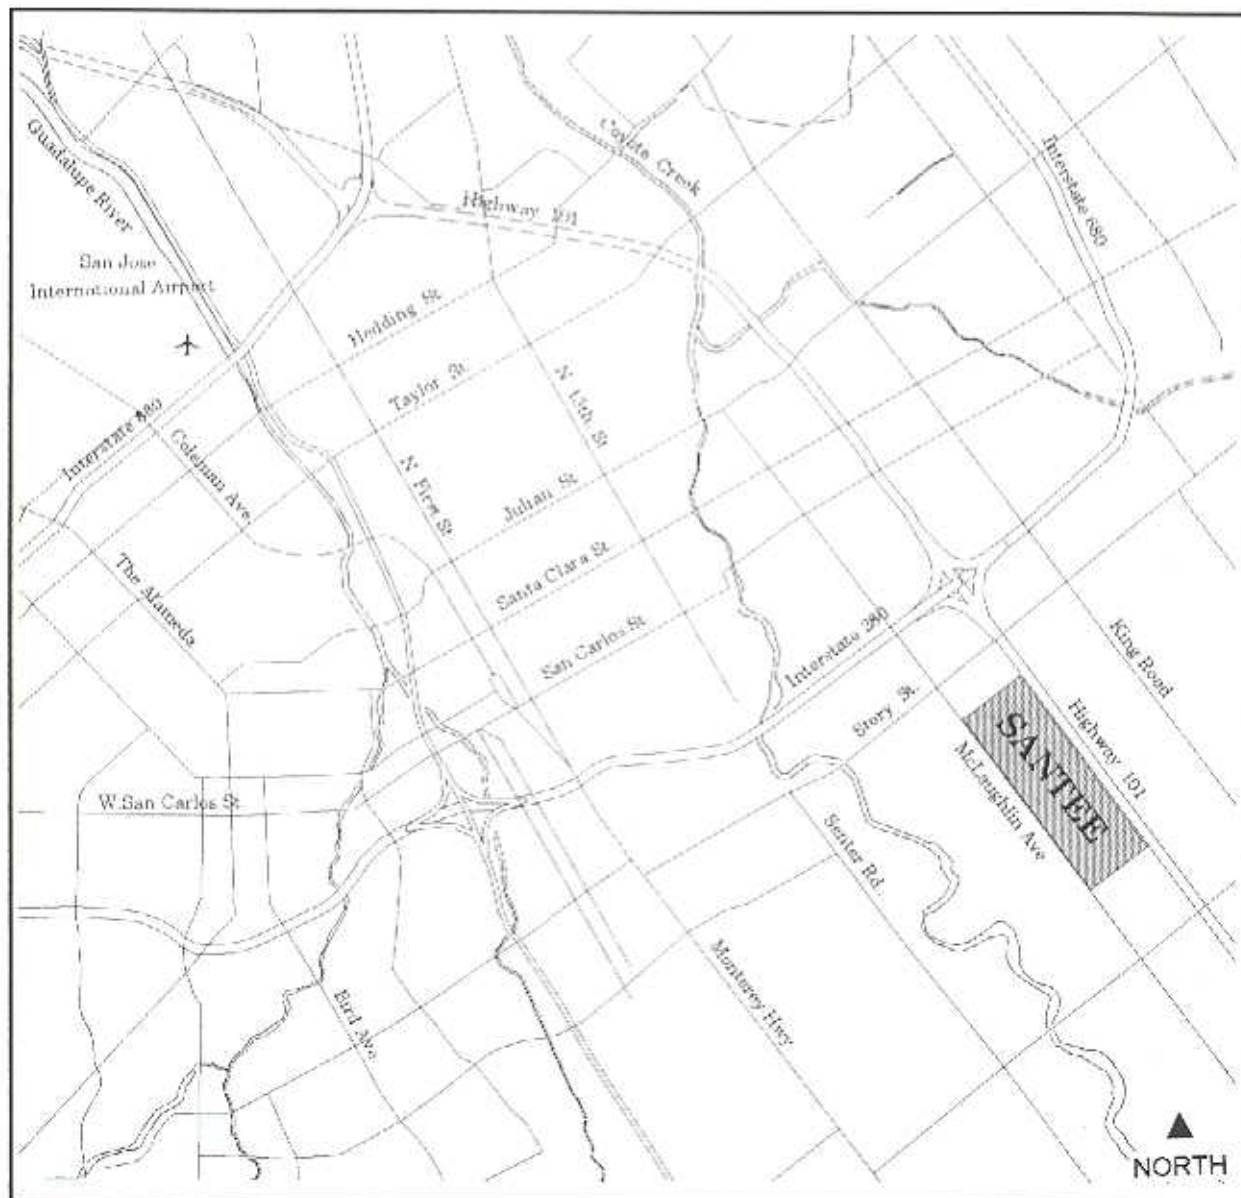 Guadalupe River
Coyote Creek
Interstate 680
Highway 101
San Jose
International Airport
Hedding St
Taylor St.
N 13th St
Interstate 880
Coleman Ave.
N First St
Julian St
Santa Clara St
San Carlos St
The Alameda
Interstate 280
Story St.
King Road
Highway 101
SANTEE
McLaughlin Ave
W.San Carlos St
Senter Rd.
Monterey Hwy.
Bird Ave
NORTH